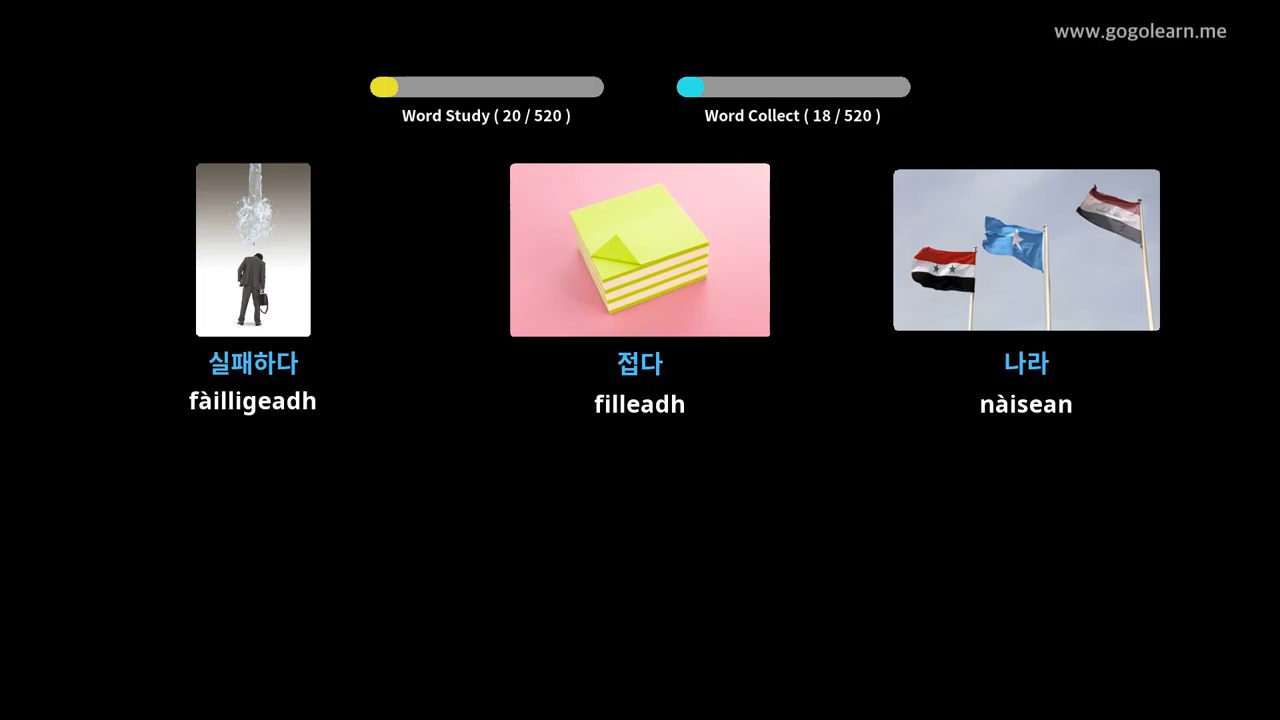 www.gogolearn.me
Word Study ( 20 / 520 )
Word Collect ( 18 / 520 )
실패하다
fàilligeadh
접다
filleadh
나라
nàisean